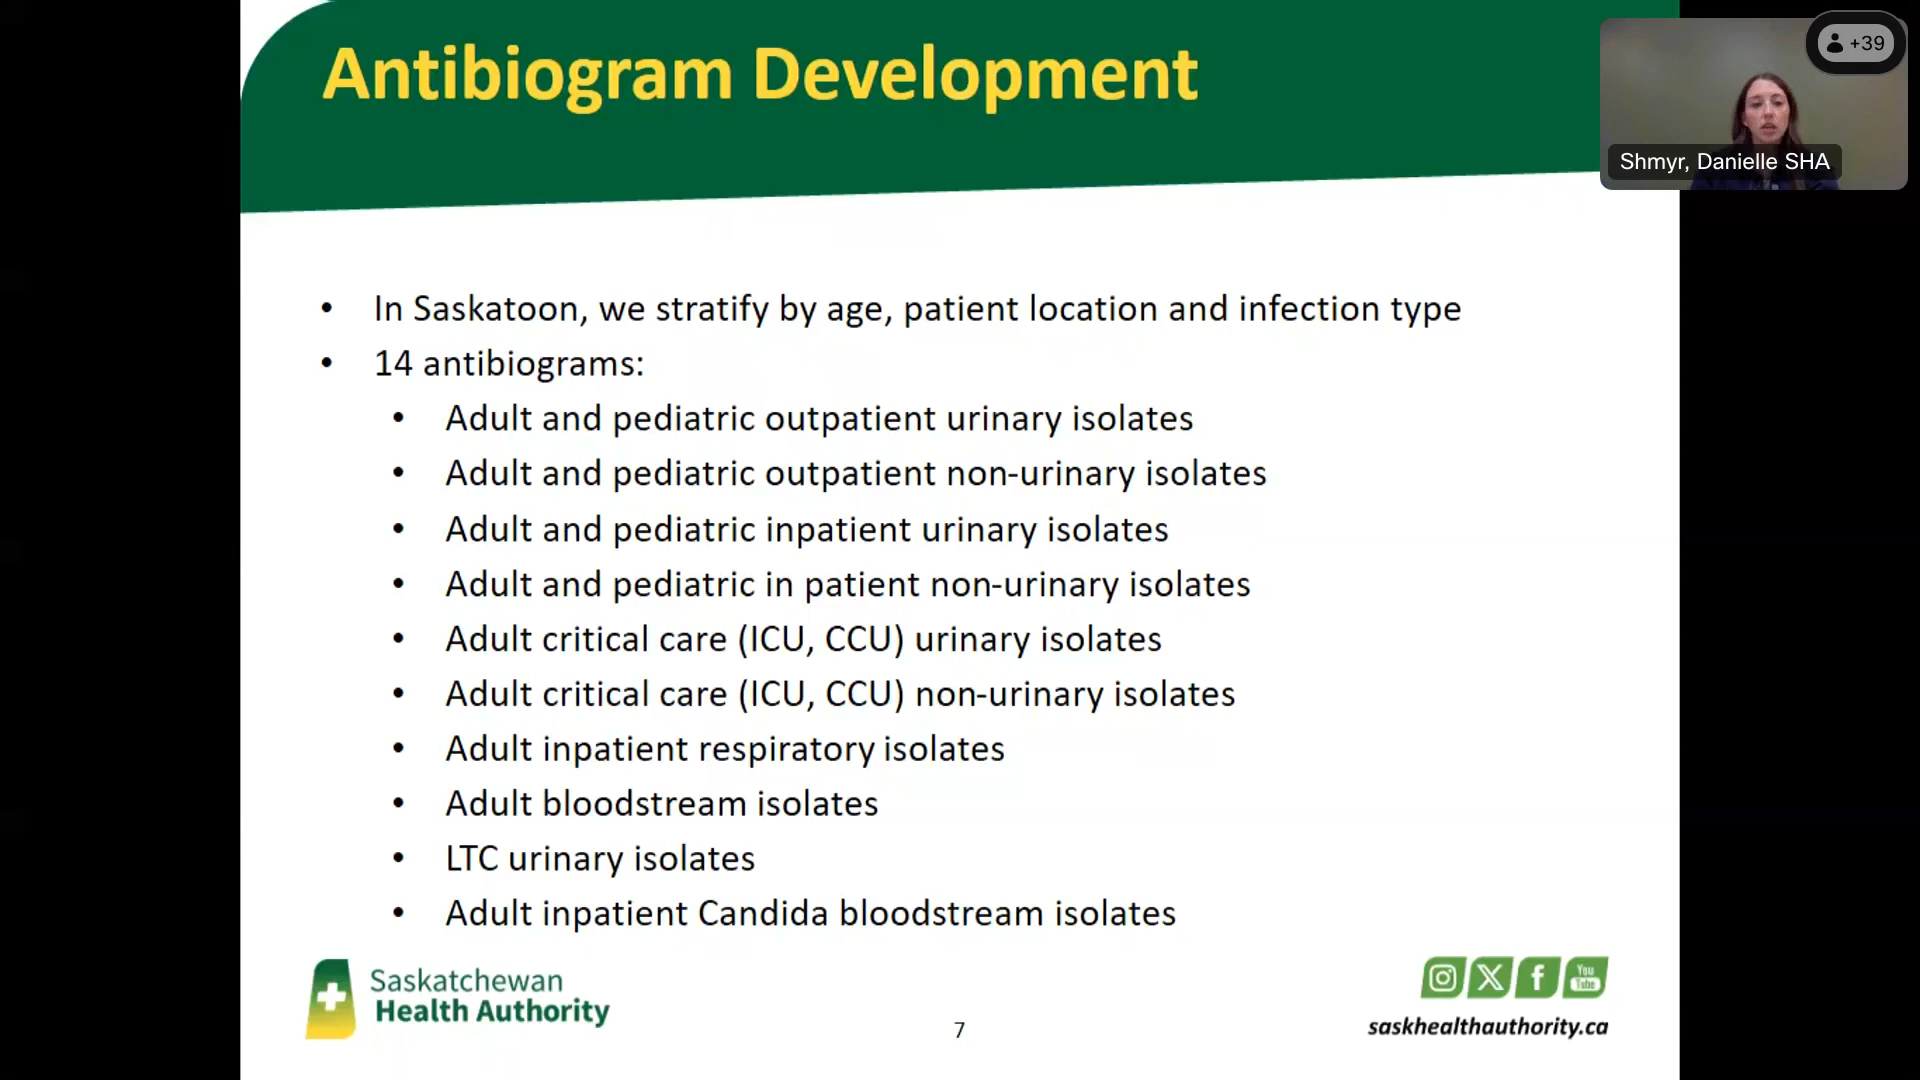 Antibiogram Development
+39
Shmyr, Danielle SHA
• In Saskatoon, we stratify by age, patient location and infection type
• 14 antibiograms:
• Adult and pediatric outpatient urinary isolates
• Adult and pediatric outpatient non-urinary isolates
• Adult and pediatric inpatient urinary isolates
• Adult and pediatric in patient non-urinary isolates
• Adult critical care (ICU, CCU) urinary isolates
• Adult critical care (ICU, CCU) non-urinary isolates
• Adult inpatient respiratory isolates
• Adult bloodstream isolates
• LTC urinary isolates
• Adult inpatient Candida bloodstream isolates
Saskatchewan
Health Authority
7
You
Tube
saskhealthauthority.ca